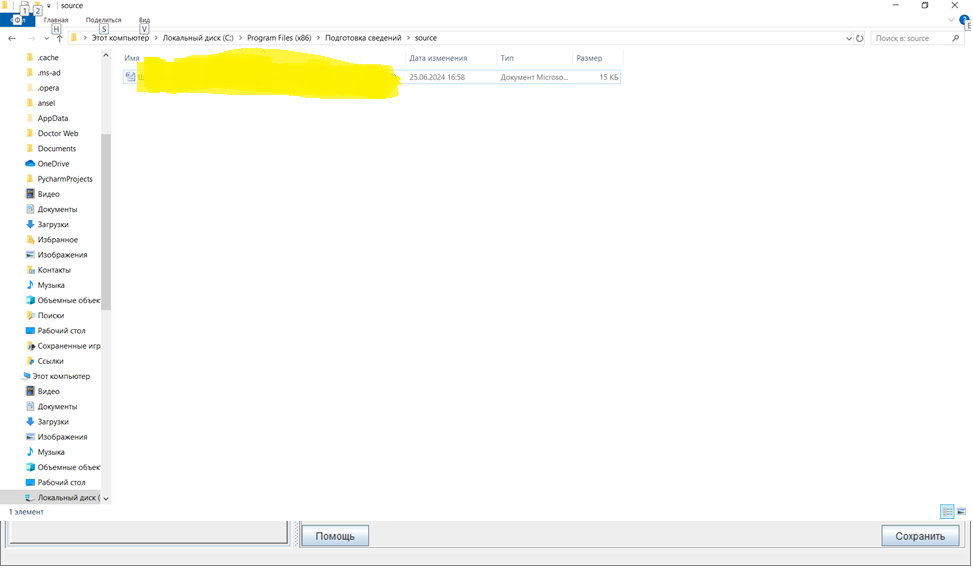 1 2 source
Ф Главная Поделиться Вид
H S V
Этот компьютер Локальный диск (C:) Program Files (x86) Подготовка сведений source
Поиск в: source
Имя Дата изменения Тип Размер
25.06.2024 16:58 Документ Microso... 15 КБ
.cache
.ms-ad
.opera
ansel
AppData
Doctor Web
Documents
OneDrive
PycharmProjects
Видео
Документы
Загрузки
Избранное
Изображения
Контакты
Музыка
Объемные объект
Поиски
Рабочий стол
Сохраненные игр
Ссылки
Этот компьютер
Видео
Документы
Загрузки
Изображения
Музыка
Объемные объект
Рабочий стол
Локальный диск (
1 элемент
Помощь Сохранить